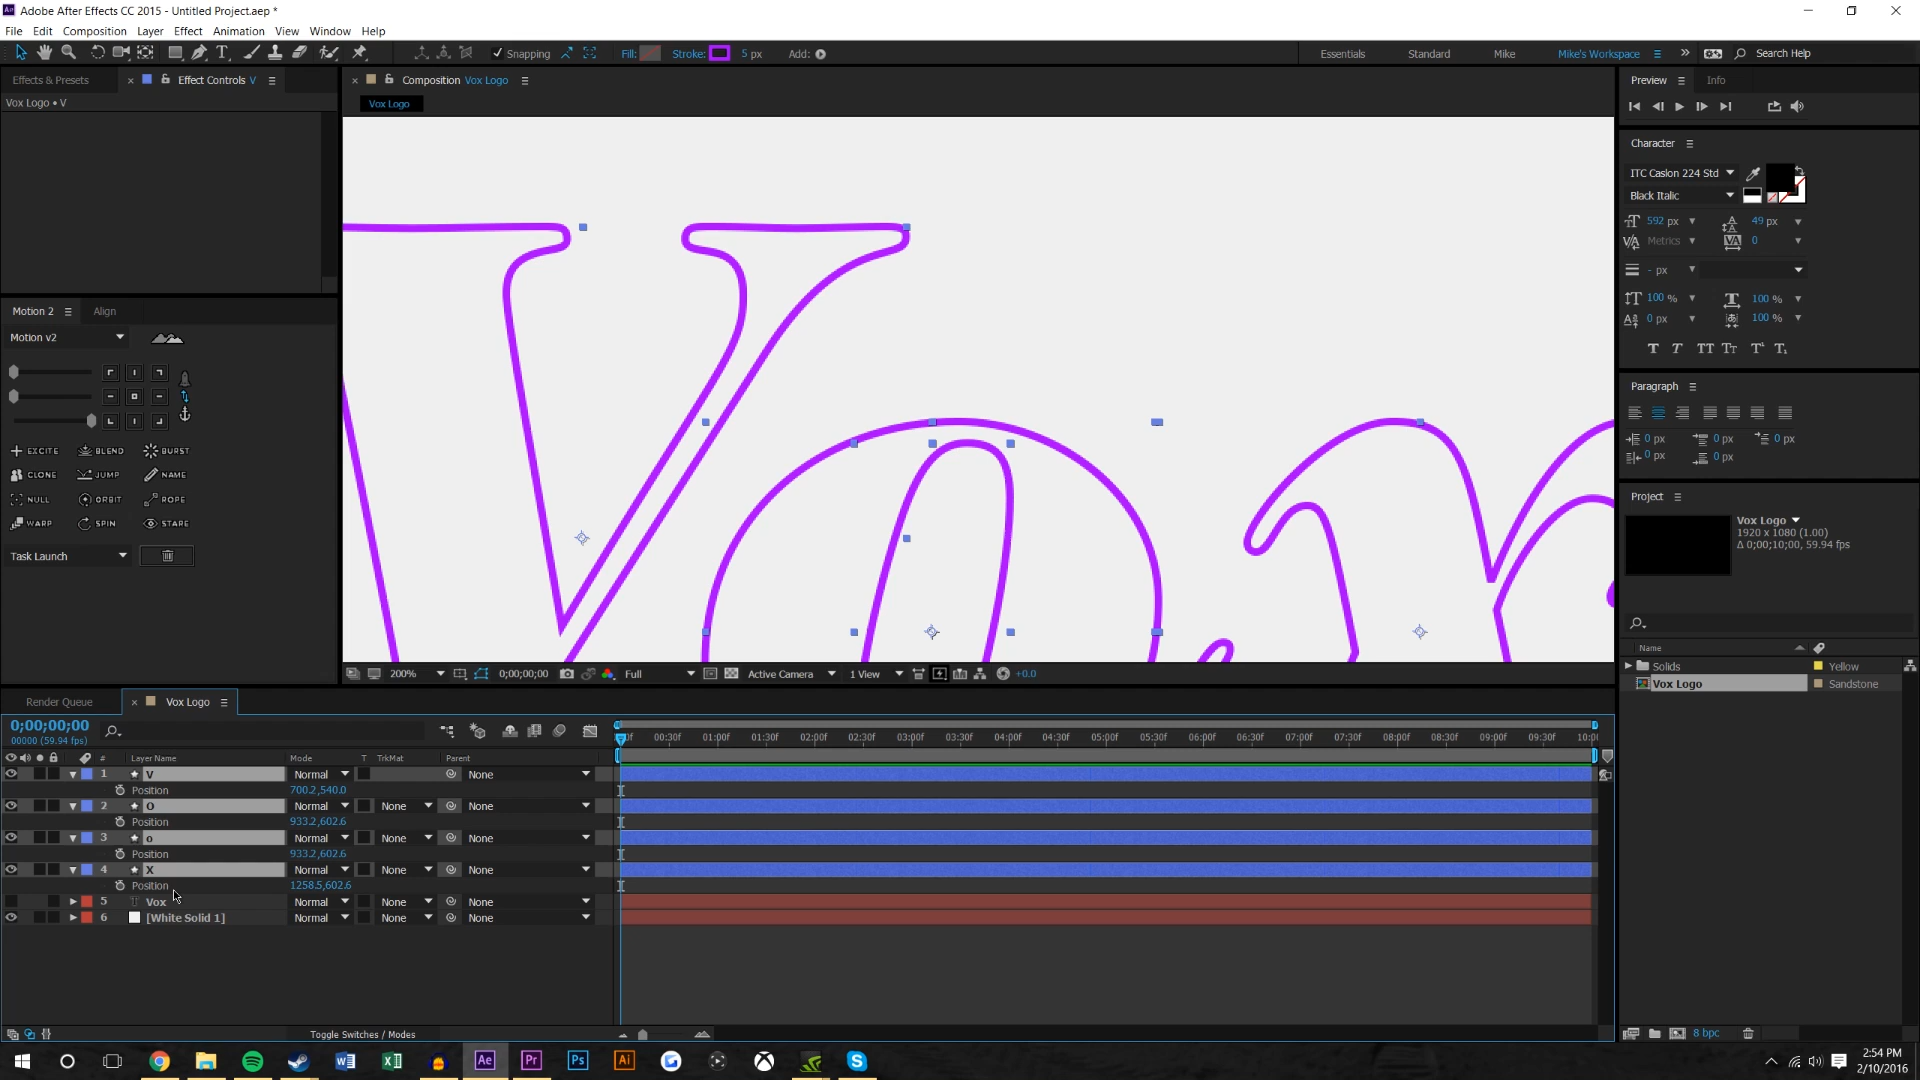 Adobe After Effects CC 2015 - Untitled Project.aep *
File Edit Composition Layer Effect Animation View Window Help
Snapping Fill: Stroke: 5 px Add: Essentials Standard Mike Mike's Workspace Search Help
Effects & Presets Effect Controls V
Vox Logo • V
Composition Vox Logo
Vox Logo
Preview Info
Character
ITC Caslon 224 Std
Black Italic
592 px 49 px
Metrics 0
- px
100 % 100 %
0 px 100 %
Paragraph
0 px 0 px 0 px
0 px 0 px
Project
Vox Logo
1920 x 1080 (1.00)
Δ 0;00;10;00, 59.94 fps
Name
Solids Yellow
Vox Logo Sandstone
8 bpc
Motion 2 Align
Motion v2
EXCITE BLEND BURST
CLONE JUMP NAME
NULL ORBIT ROPE
WARP SPIN STARE
Task Launch
200% 0;00;00;00 Full Active Camera 1 View +0.0
Render Queue Vox Logo
0;00;00;00
00000 (59.94 fps)
00:30f 01:00f 01:30f 02:00f 02:30f 03:00f 03:30f 04:00f 04:30f 05:00f 05:30f 06:00f 06:30f 07:00f 07:30f 08:00f 08:30f 09:00f 09:30f
# Layer Name Mode T TrkMat Parent
1 V Normal None
Position 700.2,540.0
2 O Normal None None
Position 933.2,602.6
3 o Normal None None
Position 933.2,602.6
4 X Normal None None
Position 1258.5,602.6
5 Vox Normal None None
6 [White Solid 1] Normal None None
Toggle Switches / Modes
Ae Pr Ps Ai
2:54 PM
2/10/2016